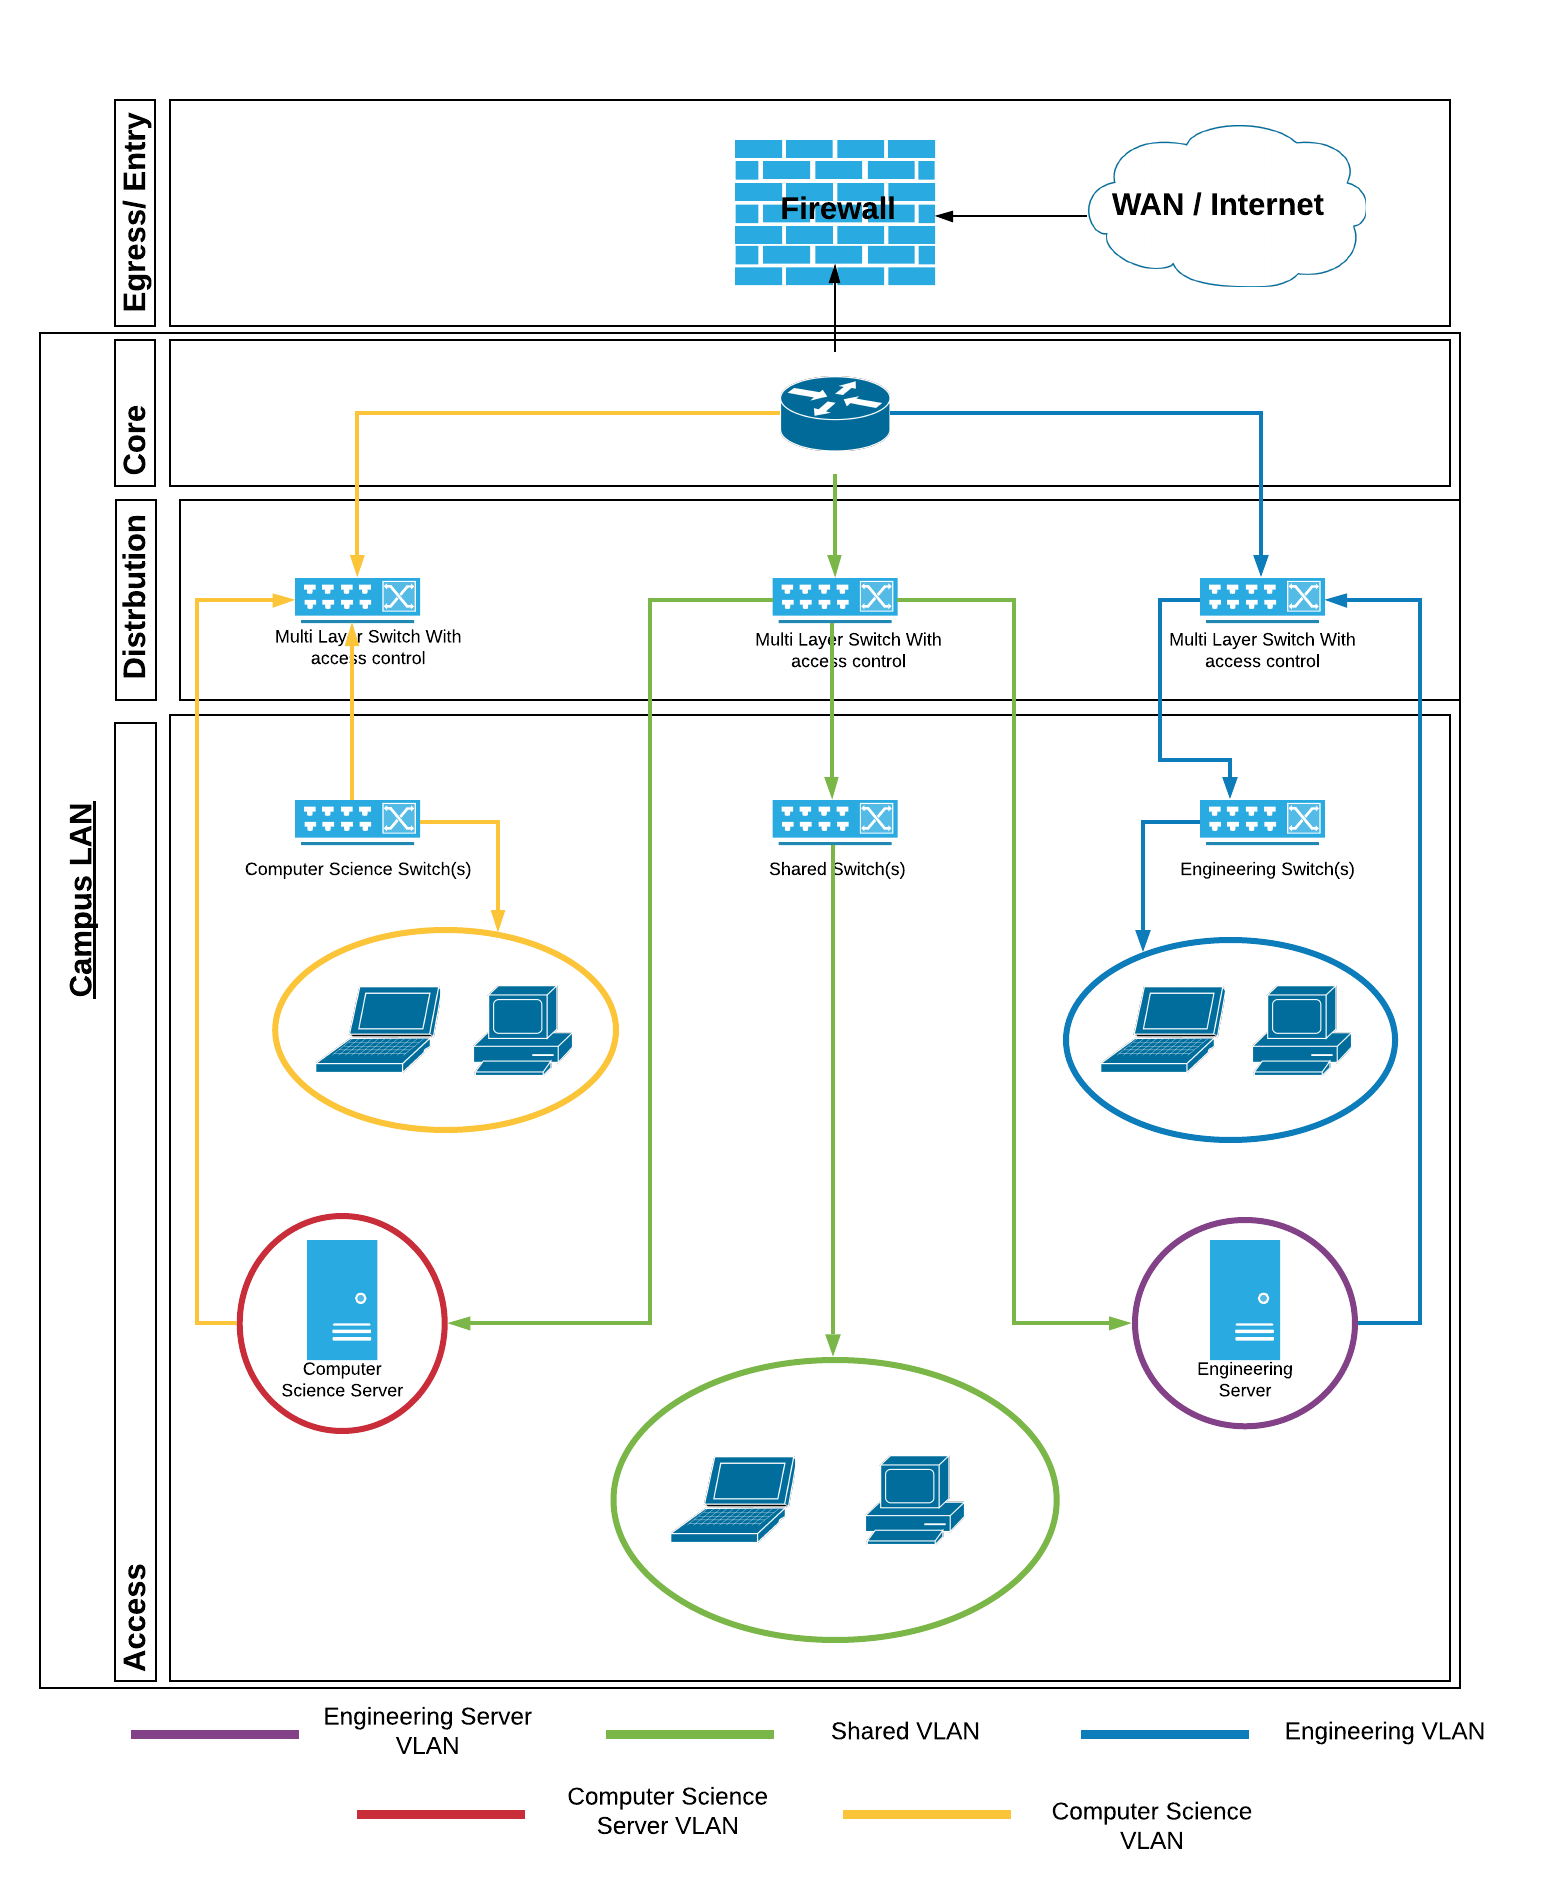 Egress/ Entry
Firewall
WAN / Internet
Campus LAN
Core
Distrbution
Multi Layer Switch With
access control
Multi Layer Switch With
access control
Multi Layer Switch With
access control
Access
Computer Science Switch(s)
Shared Switch(s)
Engineering Switch(s)
Computer
Science Server
Engineering
Server
Engineering Server
VLAN
Shared VLAN
Engineering VLAN
Computer Science
Server VLAN
Computer Science
VLAN